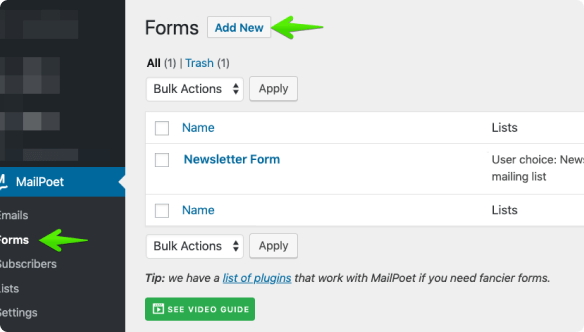 Forms Add New
All (1) | Trash (1)
Bulk Actions Apply
Name Lists
Newsletter Form User choice: News
mailing list
Name Lists
Bulk Actions Apply
Tip: we have a list of plugins that work with MailPoet if you need fancier forms.
SEE VIDEO GUIDE
MailPoet
Emails
Forms
Subscribers
Lists
Settings